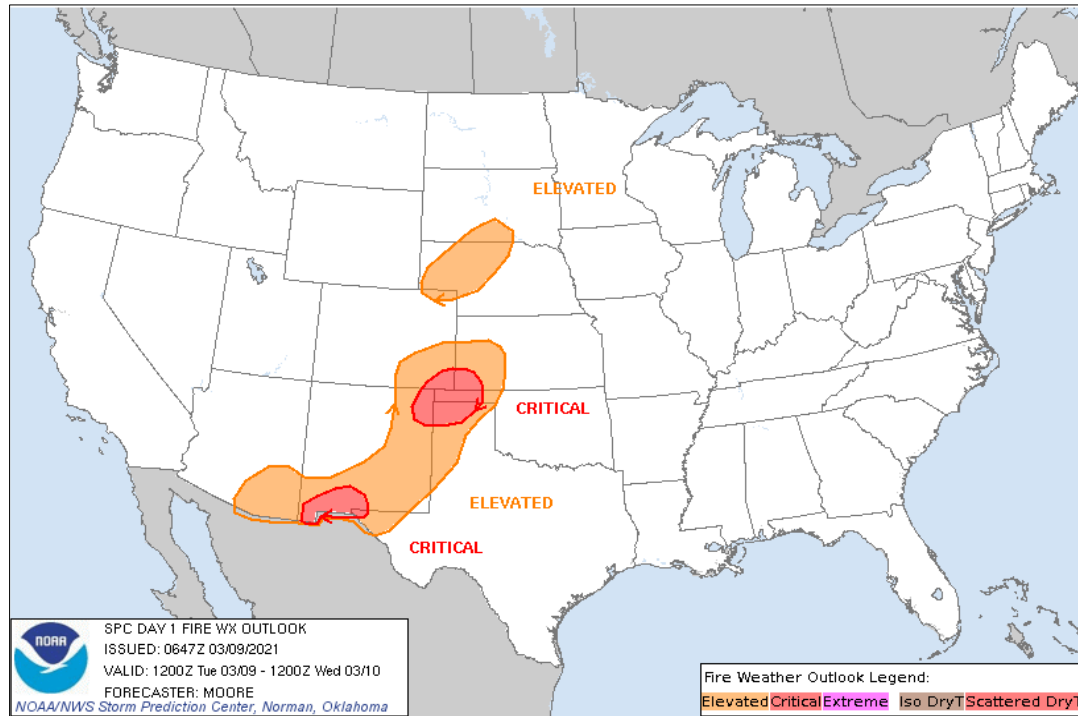 ELEVATED
CRITICAL
ELEVATED
CRITICAL
NOAA
SPC DAY 1 FIRE WX OUTLOOK
ISSUED: 0647Z 03/09/2021
VALID: 1200Z Tue 03/09 - 1200Z Wed 03/10
FORECASTER: MOORE
NOAA/NWS Storm Prediction Center, Norman, Oklahoma
Fire Weather Outlook Legend:
Elevated Critical Extreme Iso DryT Scattered DryT